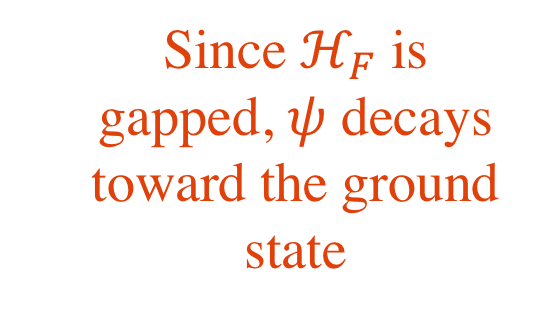 Since ℋ_F is
gapped, ψ decays
toward the ground
state